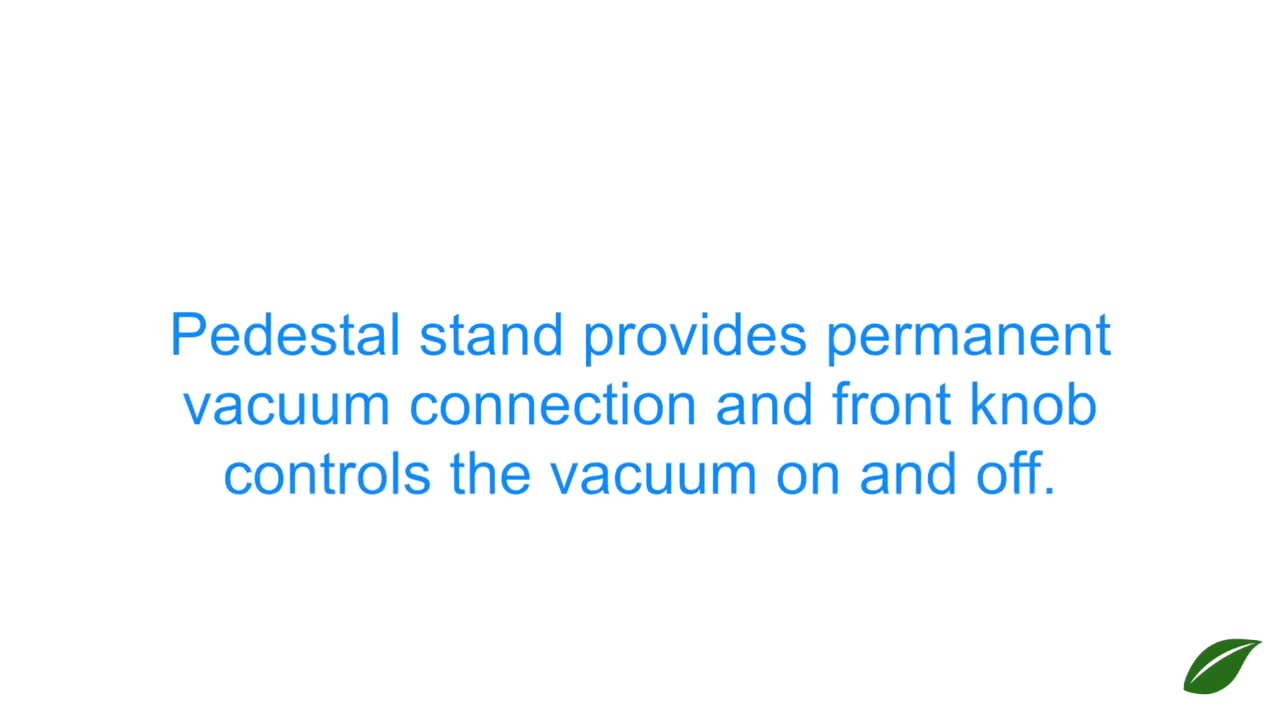 Pedestal stand provides permanent
vacuum connection and front knob
controls the vacuum on and off.